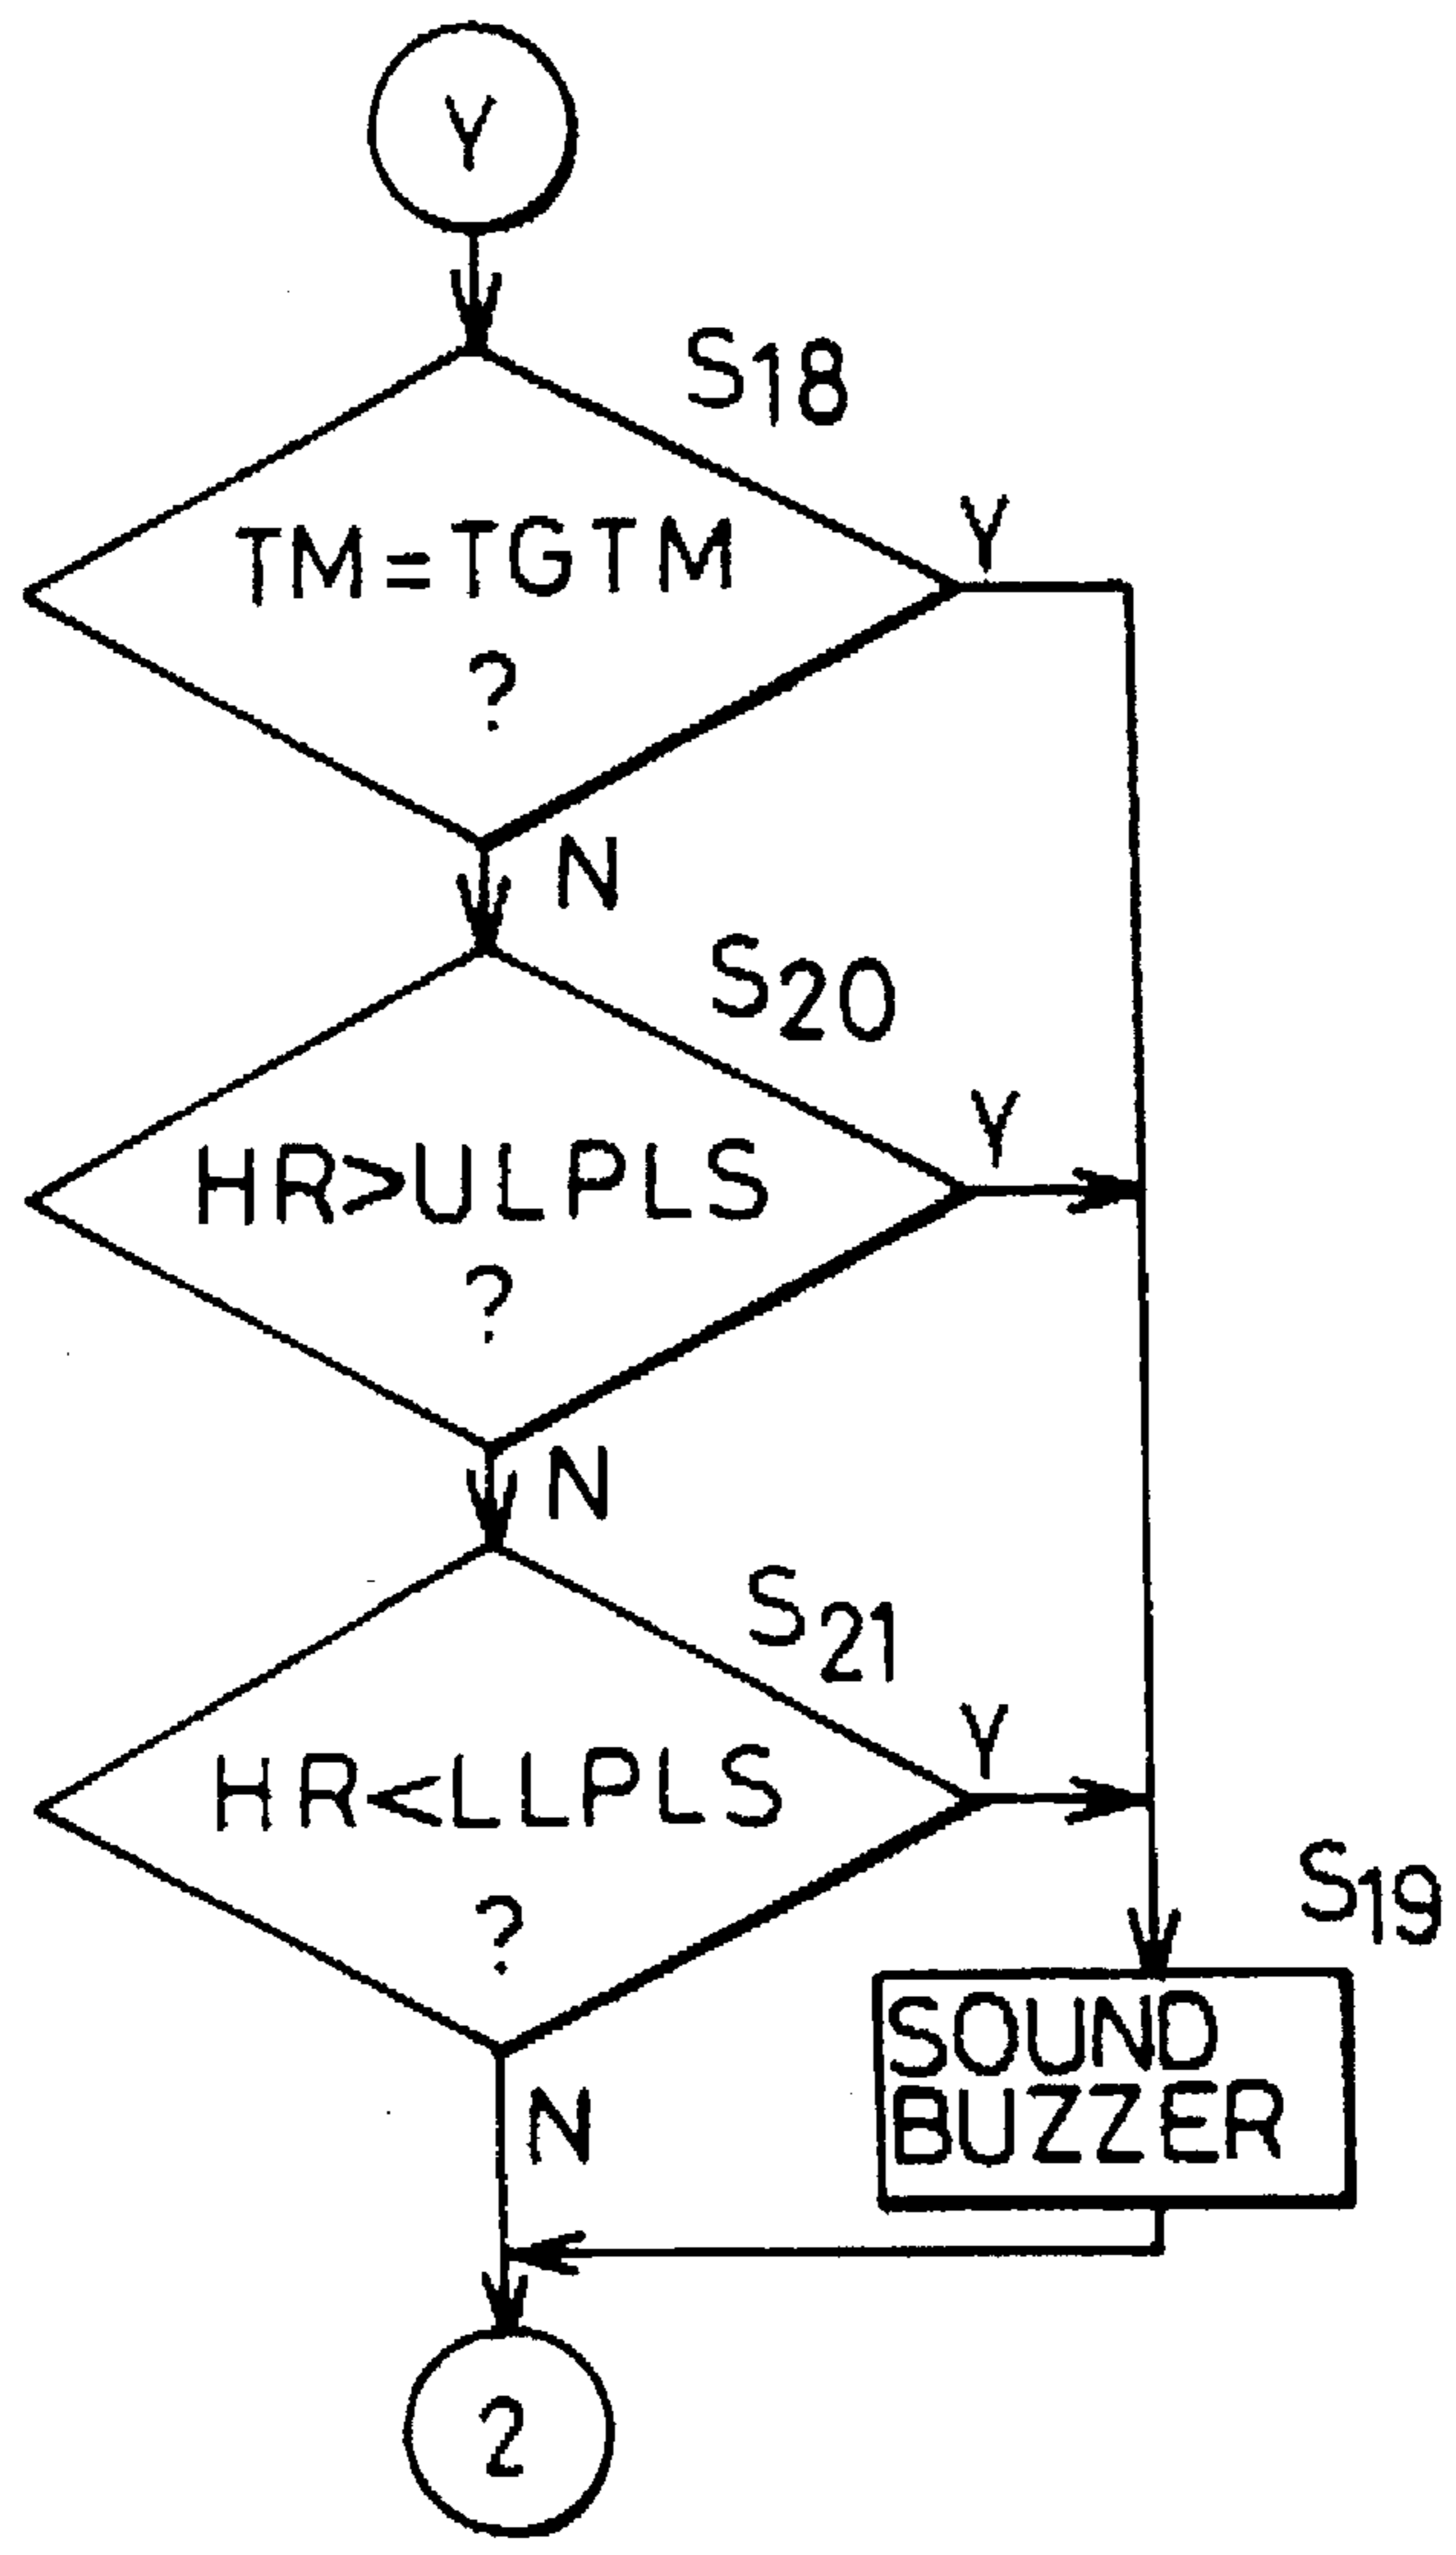 Y
S18
TM=TGTM
?
Y
N
S20
HR>ULPLS
?
Y
N
S21
HR<LLPLS
?
Y
N
S19
SOUND
BUZZER
2